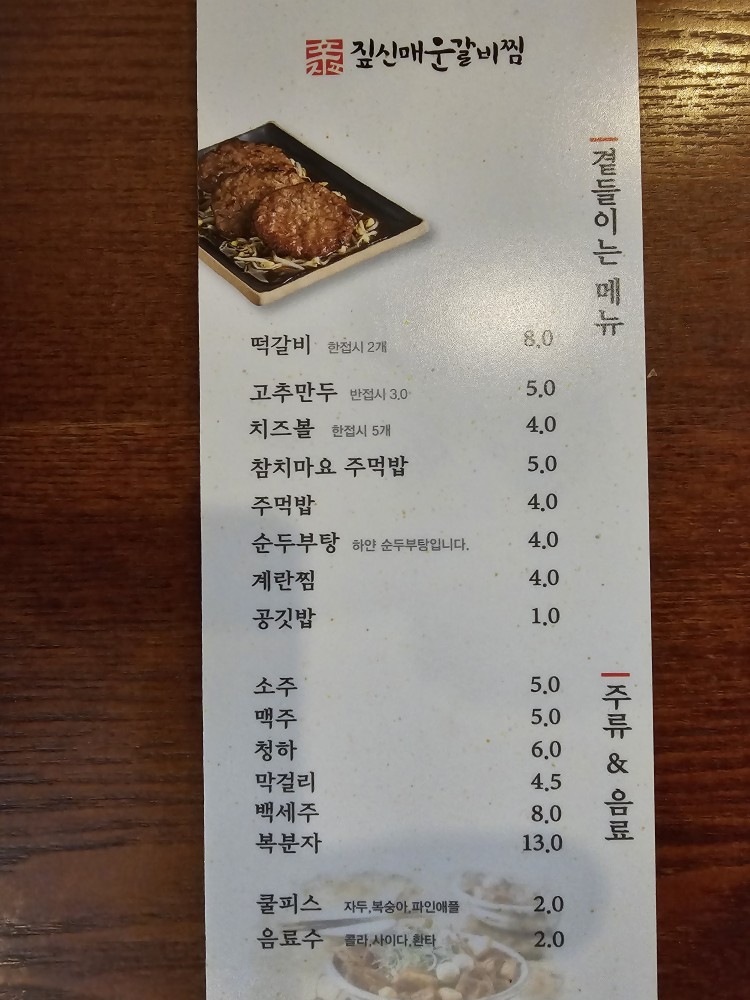 짚신매운갈비찜
곁들이는 메뉴
떡갈비 한접시 2개 8.0
고추만두 반접시 3.0 5.0
치즈볼 한접시 5개 4.0
참치마요 주먹밥 5.0
주먹밥 4.0
순두부탕 하얀 순두부탕입니다. 4.0
계란찜 4.0
공깃밥 1.0
주류 & 음료
소주 5.0
맥주 5.0
청하 6.0
막걸리 4.5
백세주 8.0
복분자 13.0
쿨피스 자두,복숭아,파인애플 2.0
음료수 콜라,사이다,환타 2.0